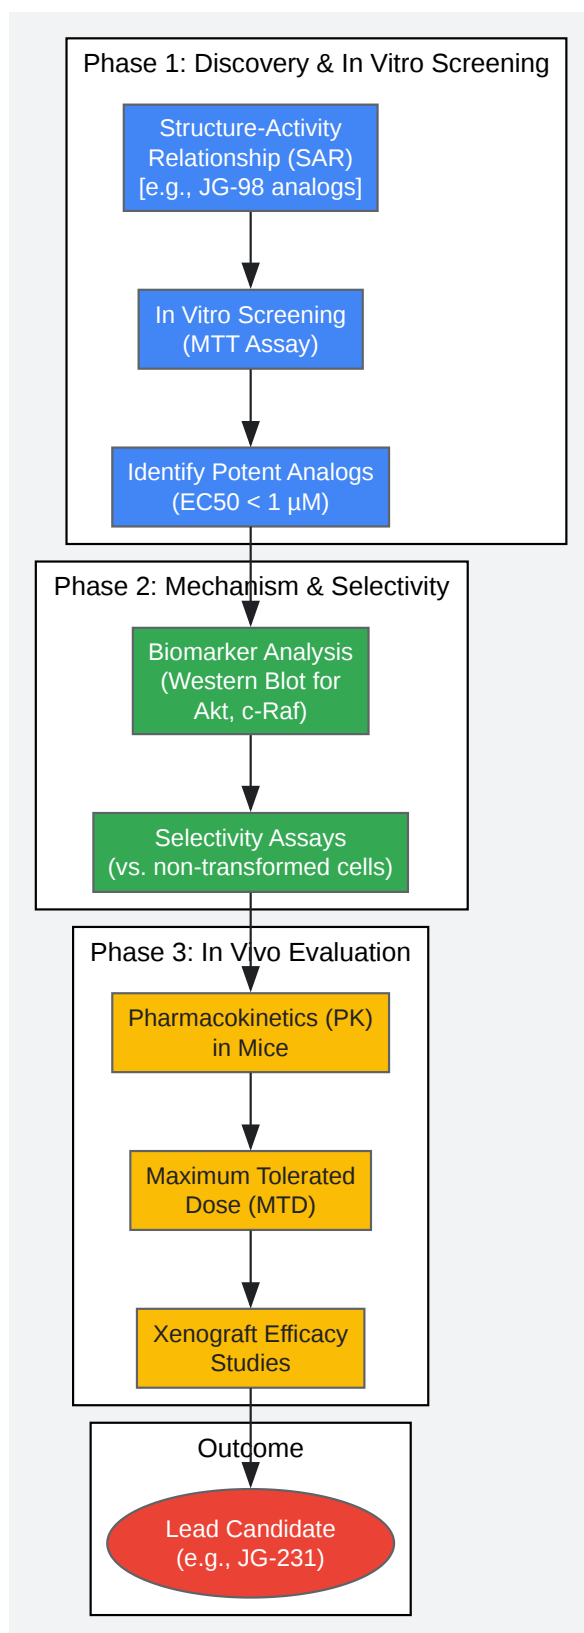 Phase 1: Discovery & In Vitro Screening
Structure-Activity
Relationship (SAR)
[e.g., JG-98 analogs]
In Vitro Screening
(MTT Assay)
Identify Potent Analogs
(EC50 < 1 µM)
Phase 2: Mechanism & Selectivity
Biomarker Analysis
(Western Blot for
Akt, c-Raf)
Selectivity Assays
(vs. non-transformed cells)
Phase 3: In Vivo Evaluation
Pharmacokinetics (PK)
in Mice
Maximum Tolerated
Dose (MTD)
Xenograft Efficacy
Studies
Outcome
Lead Candidate
(e.g., JG-231)